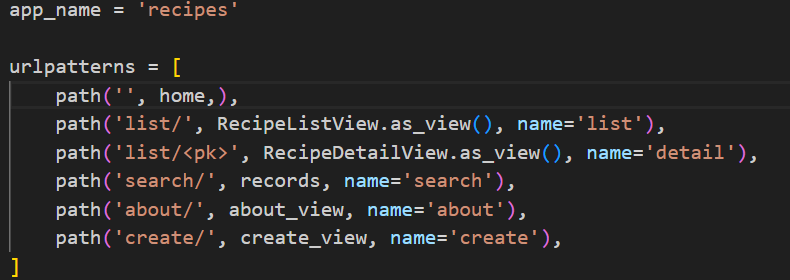 app_name = 'recipes'
urlpatterns = [
path('', home,),
path('list/', RecipeListView.as_view(), name='list'),
path('list/<pk>', RecipeDetailView.as_view(), name='detail'),
path('search/', records, name='search'),
path('about/', about_view, name='about'),
path('create/', create_view, name='create'),
]